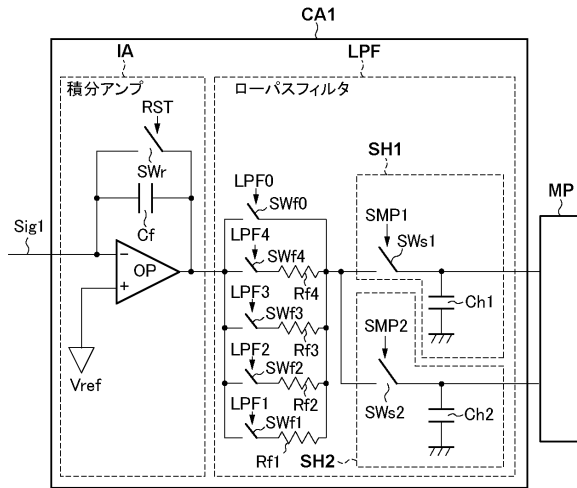 CA1
IA
LPF
積分アンプ
ローパスフィルタ
RST
SWr
Cf
Sig1
OP
Vref
LPF0
SWf0
LPF4
SWf4
Rf4
LPF3
SWf3
Rf3
LPF2
SWf2
Rf2
LPF1
SWf1
Rf1
SH1
SMP1
SWs1
Ch1
SMP2
SWs2
Ch2
SH2
MP